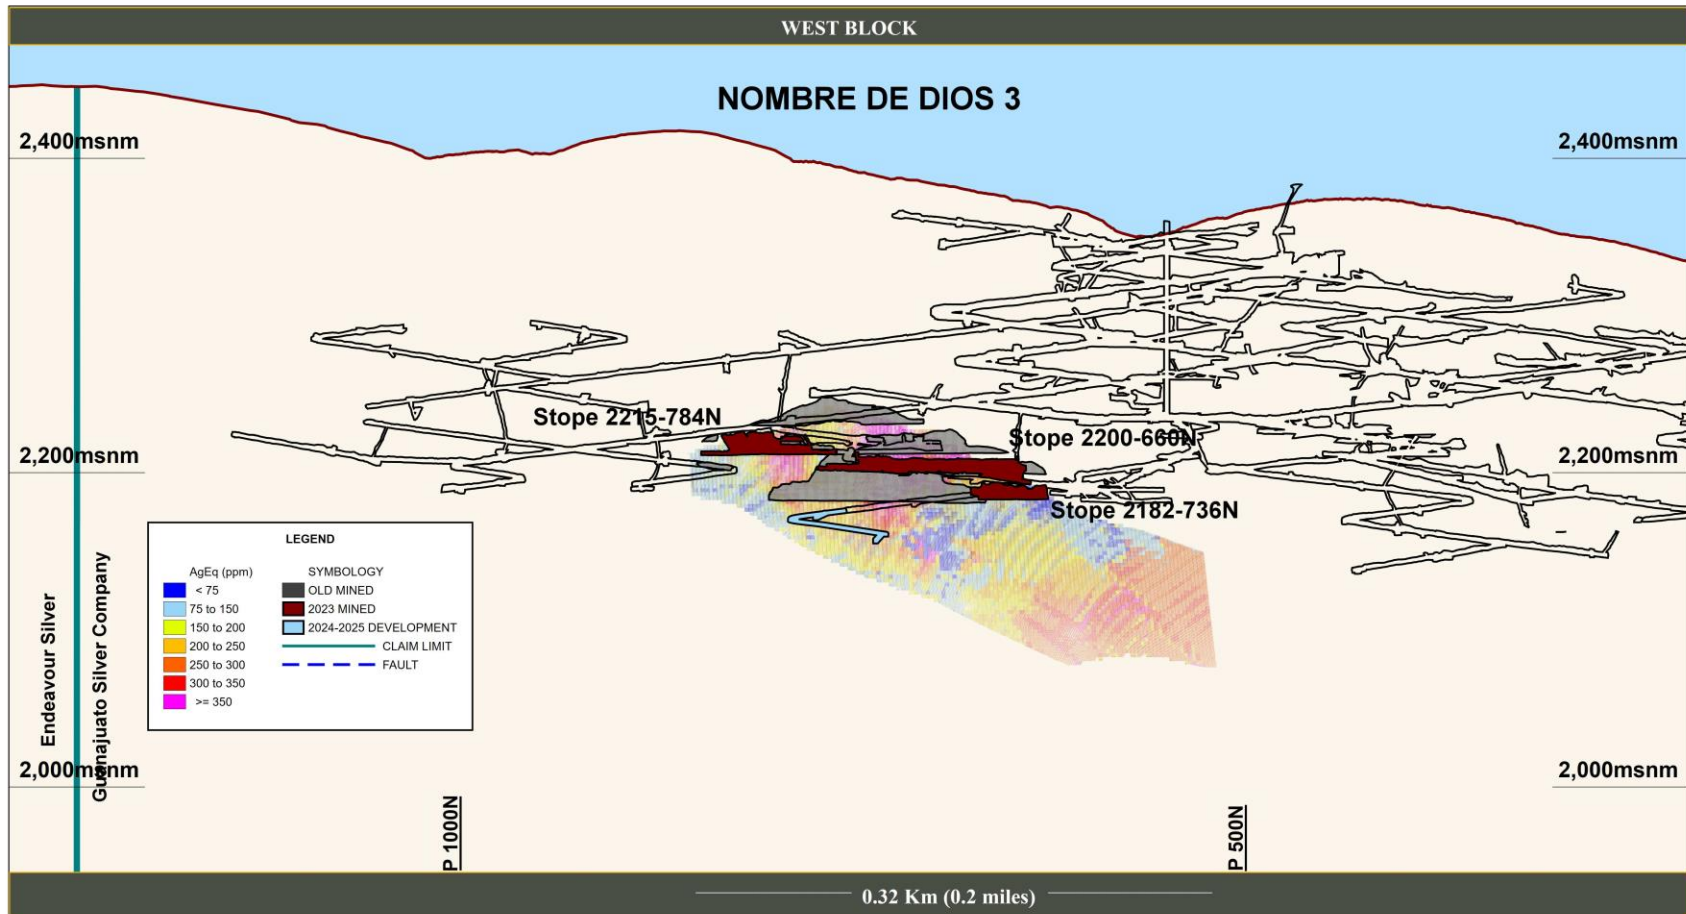 WEST BLOCK
NOMBRE DE DIOS 3
2,400msnm
2,400msnm
Stope 2215-784N
Stope 2200-660N
2,200msnm
2,200msnm
Stope 2182-736N
LEGEND
AgEq (ppm)
< 75
75 to 150
150 to 200
200 to 250
250 to 300
300 to 350
>= 350
SYMBOLOGY
OLD MINED
2023 MINED
2024-2025 DEVELOPMENT
CLAIM LIMIT
FAULT
Endeavour Silver
Guanajuato Silver Company
2,000msnm
2,000msnm
P 1000N
P 500N
0.32 Km (0.2 miles)